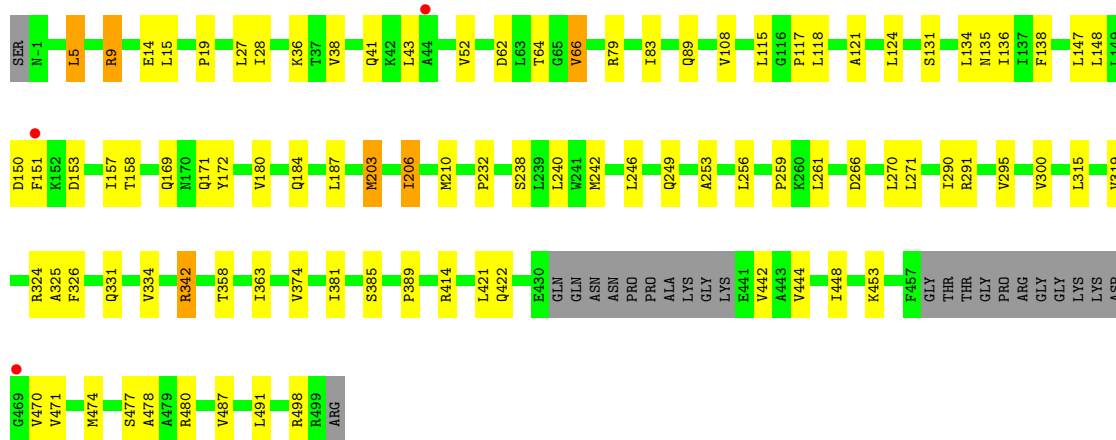 SER N-1 L5 R9 E14 L15 P19 L27 I28 K36 T37 V38 Q41 K42 L43 A44 V52 D62 L63 T64 G65 V66 R79 I83 Q89 V108 L115 G116 P117 L118 A121 L124 S131 L134 N135 I136 I137 F138 L147 L148 L149
D150 F151 K152 D153 I157 T158 Q169 N170 Q171 Y172 V180 Q184 L187 M203 I206 M210 P232 S238 L239 L240 W241 M242 L246 Q249 A253 L256 P259 K260 L261 D266 L270 L271 I290 R291 V295 V300 L315 V319
R324 A325 F326 Q331 V334 R342 T358 I363 V374 I381 S385 P389 R414 L421 Q422 E430 GLN GLN ASN ASN PRO PRO ALA LYS GLY LYS E441 V442 A443 V444 I448 K453 F457 GLY THR THR GLY PRO ARG GLY GLY LYS LYS ASP
G469 V470 V471 M474 S477 A478 A479 R480 V487 L491 R498 R499 ARG